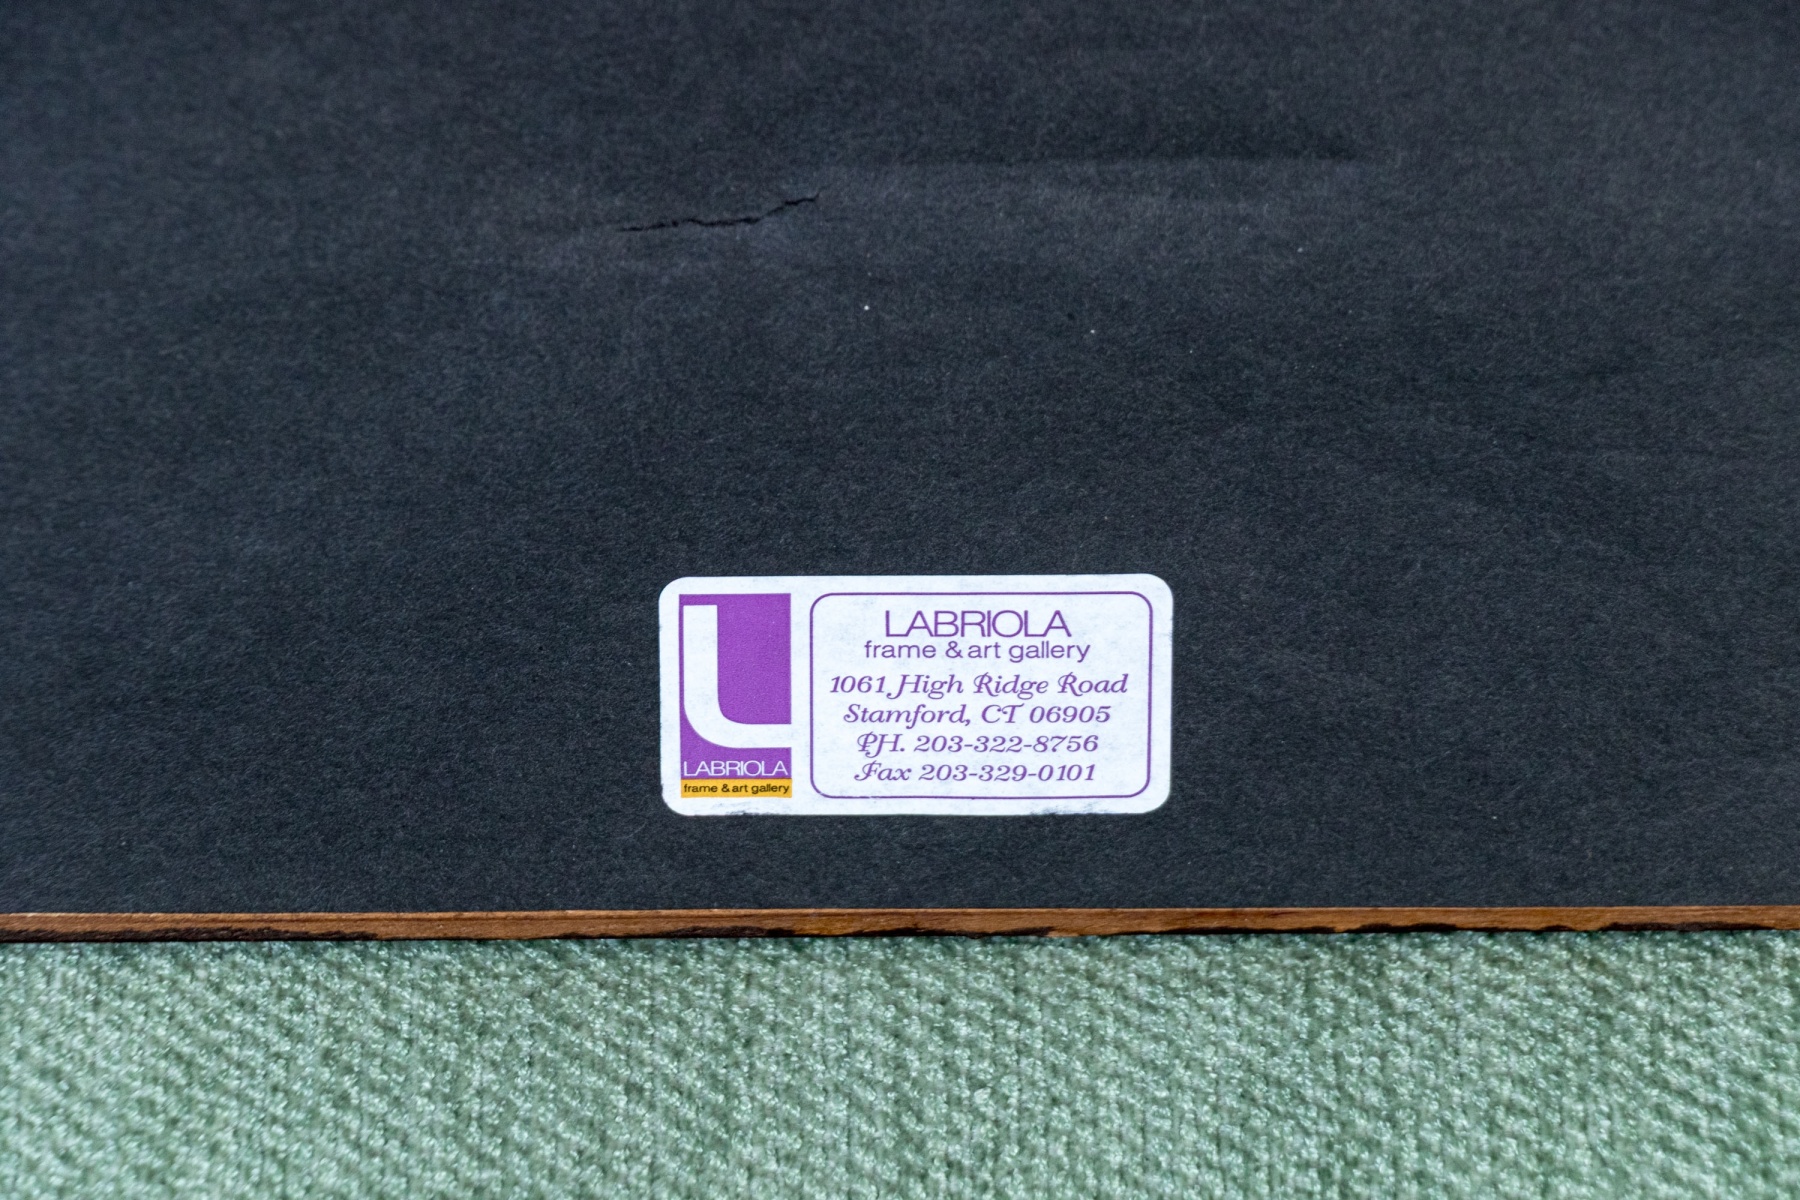 LABRIOLA
frame & art gallery
LABRIOLA
frame & art gallery
1061 High Ridge Road
Stamford, CT 06905
PH. 203-322-8756
Fax 203-329-0101